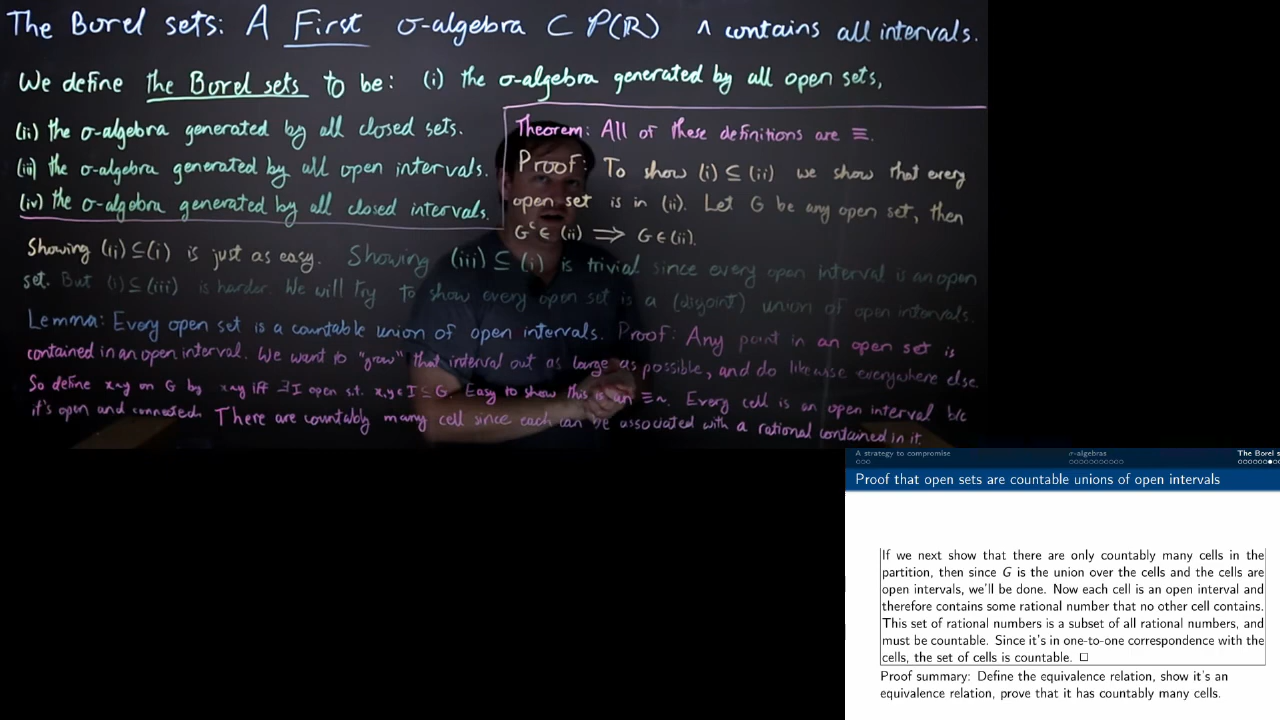 The Borel sets: A First σ-algebra ⊂ P(ℝ) ∧ contains all intervals.
We define the Borel sets to be: (i) the σ-algebra generated by all open sets,
(ii) the σ-algebra generated by all closed sets.
(iii) the σ-algebra generated by all open intervals.
(iv) the σ-algebra generated by all closed intervals.
Theorem: All of these definitions are ≡.
Proof: To show (i) ⊆ (ii) we show that every
open set is in (ii). Let G be any open set, then
Gᶜ ∈ (ii) ⟹ G ∈ (ii).
Showing (ii) ⊆ (i) is just as easy. Showing (iii) ⊆ (i) is trivial since every open interval is an open
set. But (i) ⊆ (iii) is harder. We will try to show every open set is a (disjoint) union of open intervals.
Lemma: Every open set is a countable union of open intervals. Proof: Any point in an open set is
contained in an open interval. We want to "grow" that interval out as large as possible, and do likewise everywhere else.
So define x~y on G by x~y iff ∃ I open s.t. x,y ∈ I ⊆ G. Easy to show this is an ≡~. Every cell is an open interval b/c
it's open and connected. There are countably many cell since each can be associated with a rational contained in it.
A strategy to compromise
σ-algebras
The Borel s
Proof that open sets are countable unions of open intervals
If we next show that there are only countably many cells in the
partition, then since G is the union over the cells and the cells are
open intervals, we'll be done. Now each cell is an open interval and
therefore contains some rational number that no other cell contains.
This set of rational numbers is a subset of all rational numbers, and
must be countable. Since it's in one-to-one correspondence with the
cells, the set of cells is countable. □
Proof summary: Define the equivalence relation, show it's an
equivalence relation, prove that it has countably many cells.